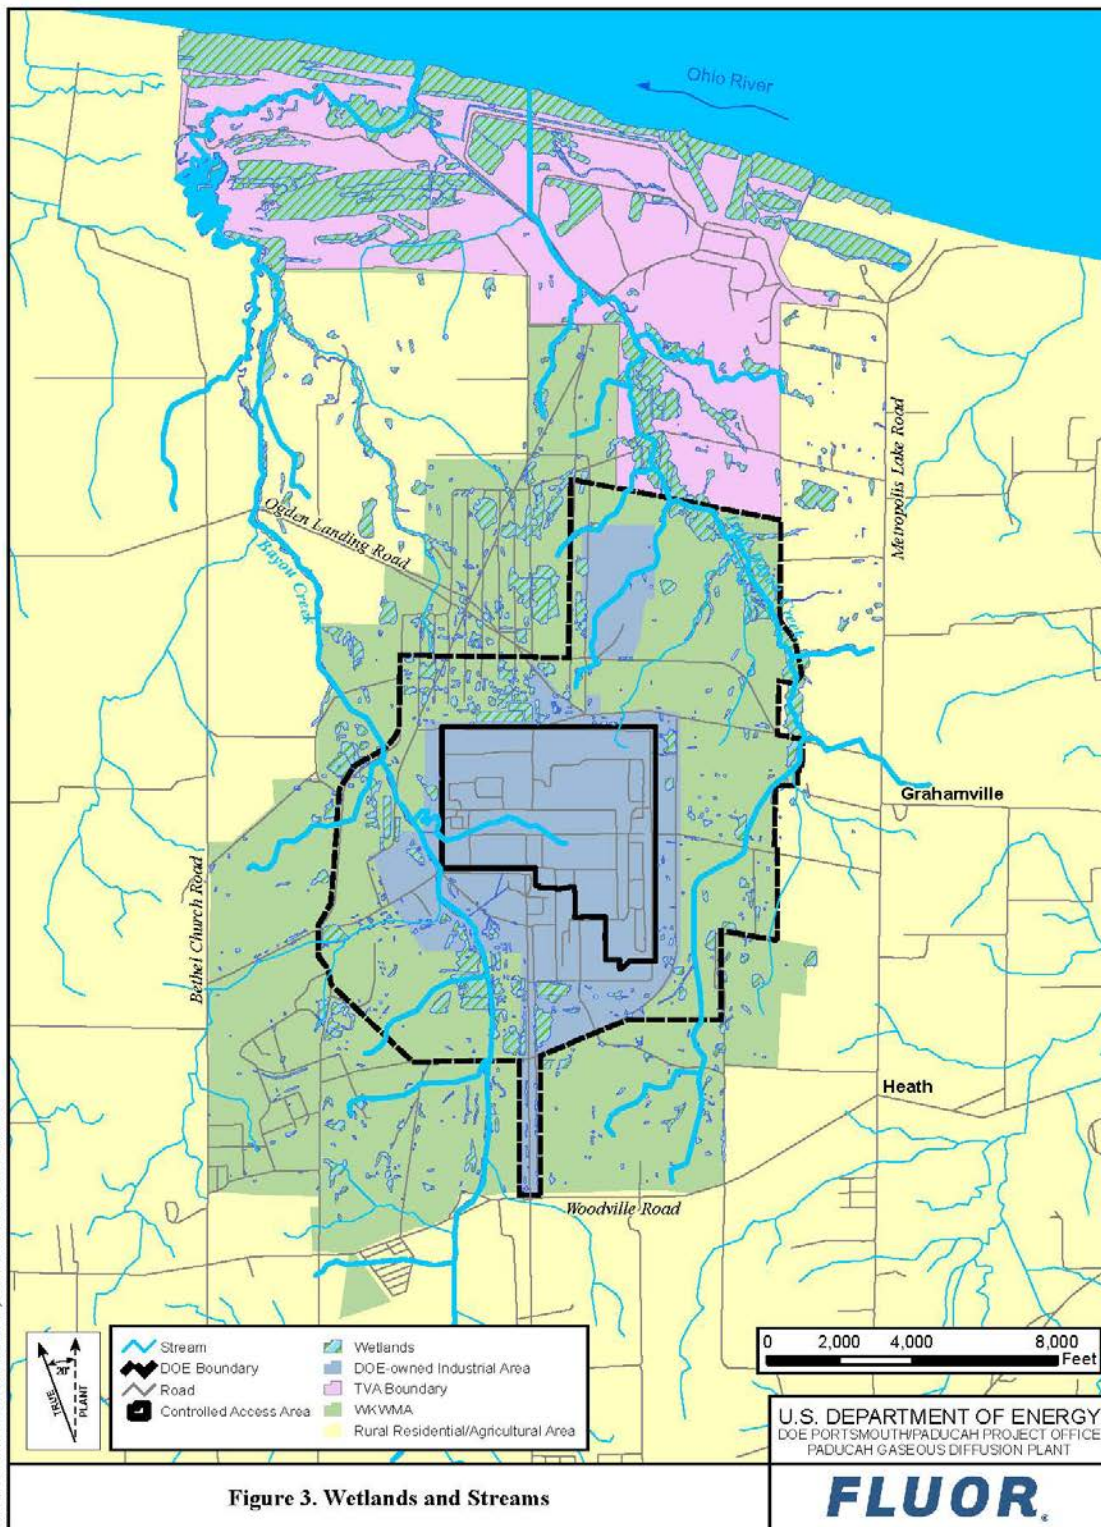 Ohio River
Metropolis Lake Road
Ogden Landing Road
Bayou Creek
Little Bayou Creek
Grahamville
Bethel Church Road
Heath
Woodville Road
TRUE
20°
PLANT
Stream
DOE Boundary
Road
Controlled Access Area
Wetlands
DOE-owned Industrial Area
TVA Boundary
WKWMA
Rural Residential/Agricultural Area
0 2,000 4,000 8,000
Feet
U.S. DEPARTMENT OF ENERGY
DOE PORTSMOUTH/PADUCAH PROJECT OFFICE
PADUCAH GASEOUS DIFFUSION PLANT
Figure 3. Wetlands and Streams
FLUOR®